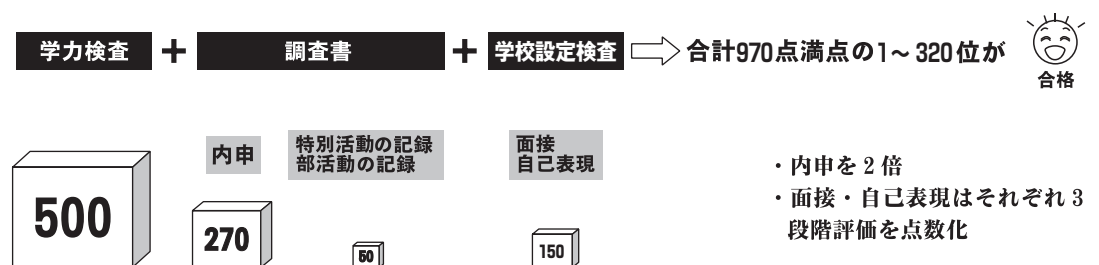 学力検査 + 調査書 + 学校設定検査 合計970点満点の1〜320位が
合格
内申
特別活動の記録
部活動の記録
面接
自己表現
500
270
50
150
・内申を2倍
・面接・自己表現はそれぞれ3
段階評価を点数化